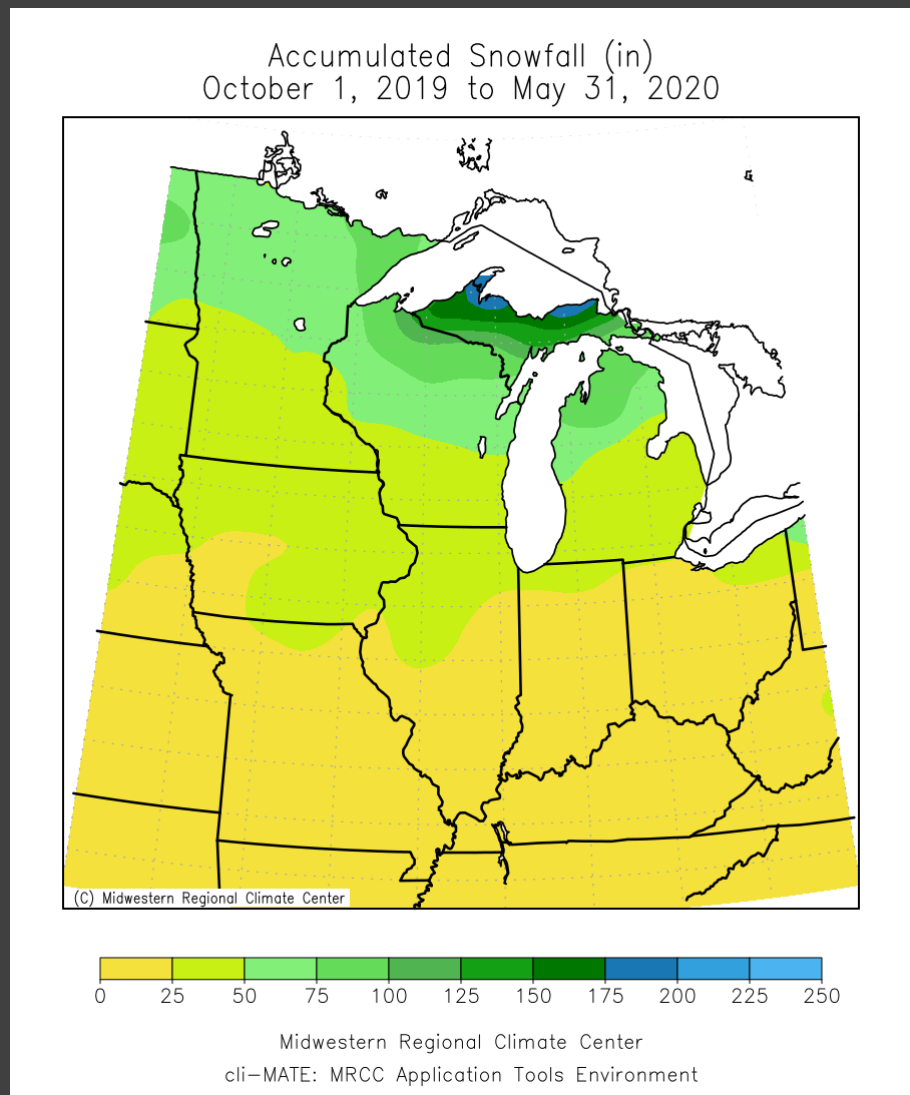 Accumulated Snowfall (in)
October 1, 2019 to May 31, 2020
(C) Midwestern Regional Climate Center
0 25 50 75 100 125 150 175 200 225 250
Midwestern Regional Climate Center
cli-MATE: MRCC Application Tools Environment